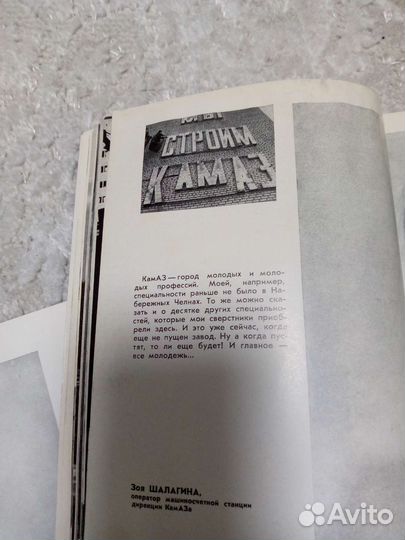 МЫ
СТРОИМ
КАМАЗ
КамАЗ — город молодых и моло-
дых профессий. Моей, например,
специальности раньше не было в На-
бережных Челнах. То же можно ска-
зать и о десятке других специально-
стей, которые мои сверстники приоб-
рели здесь. И это уже сейчас, когда
еще не пущен завод. Ну а когда пус-
тят, то ли еще будет! И главное —
все молодежь...
Зоя ШАЛАГИНА,
оператор машиносчетной станции
дирекции КамАЗа
Avito